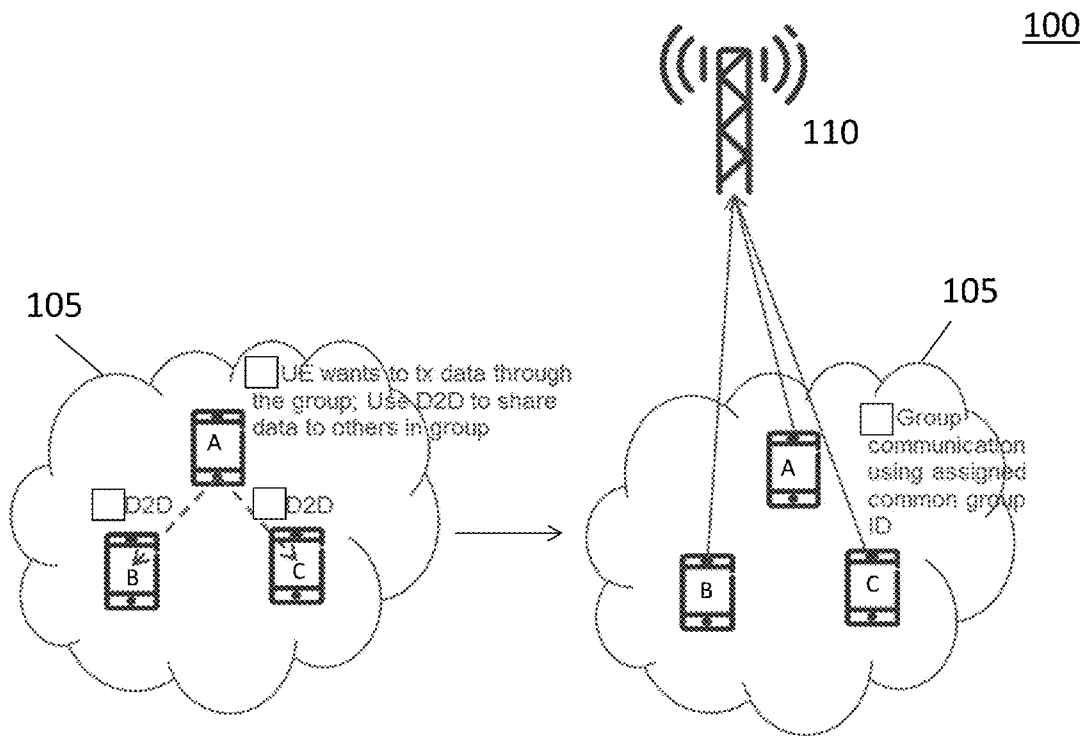 100
110
105
UE wants to tx data through
the group; Use D2D to share
data to others in group
A
D2D
D2D
B
C
105
Group
communication
using assigned
common group
ID
A
B
C